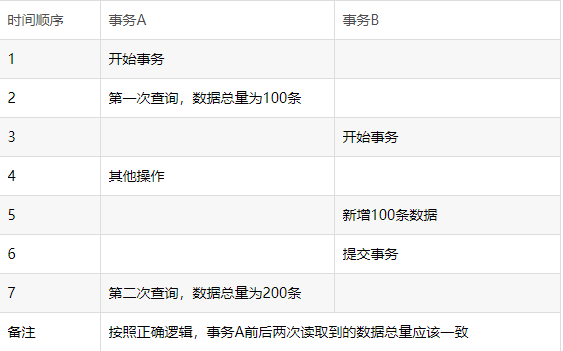 时间顺序 事务A 事务B
1 开始事务
2 第一次查询，数据总量为100条
3 开始事务
4 其他操作
5 新增100条数据
6 提交事务
7 第二次查询，数据总量为200条
备注 按照正确逻辑，事务A前后两次读取到的数据总量应该一致